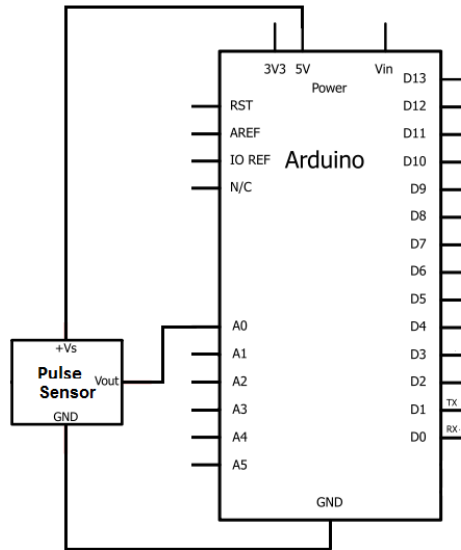 3V3 5V Vin
Power
RST
AREF
IO REF
N/C
Arduino
D13
D12
D11
D10
D9
D8
D7
D6
D5
D4
D3
D2
D1 TX
D0 RX
A0
A1
A2
A3
A4
A5
GND
+Vs
Pulse
Sensor
Vout
GND